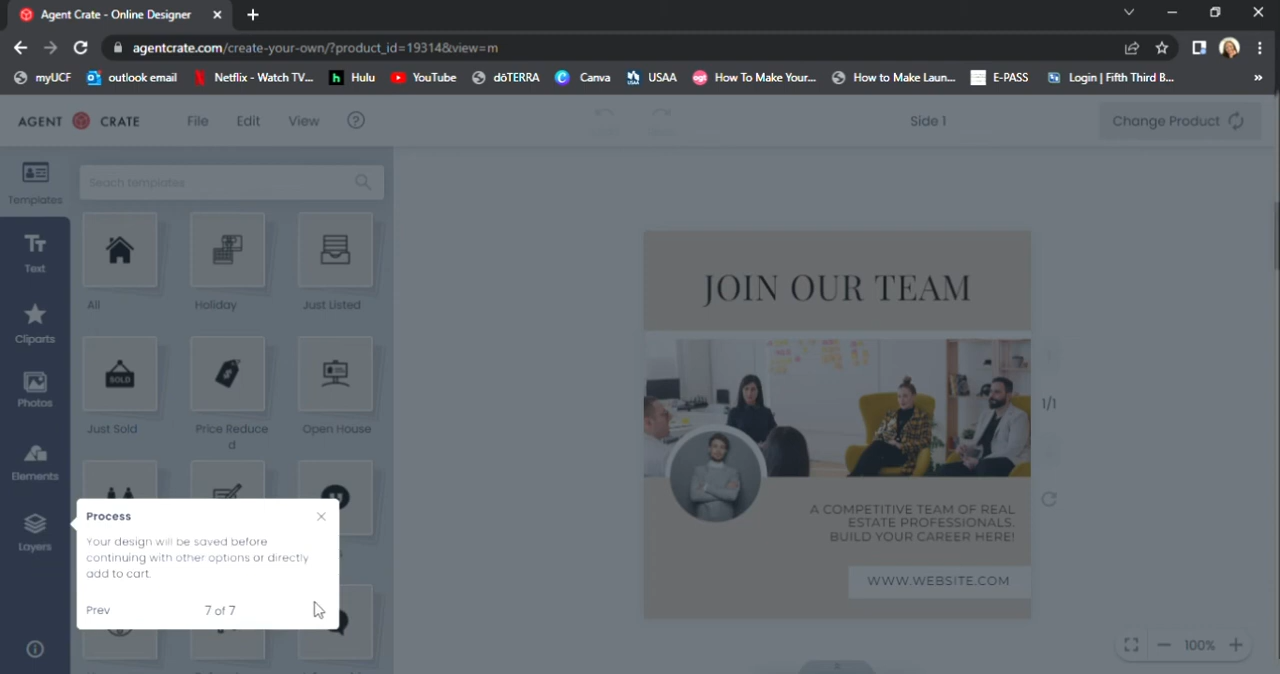 Agent Crate - Online Designer
agentcrate.com/create-your-own/?product_id=19314&view=m
myUCF outlook email Netflix - Watch TV... Hulu YouTube dōTERRA Canva USAA How To Make Your... How to Make Laun... E-PASS Login | Fifth Third B... »
AGENT CRATE File Edit View ? Side 1 Change Product
Seach templates
Templates
Text
Cliparts
Photos
Elements
Layers
All Holiday Just Listed
SOLD
Just Sold Price Reduce Open House
d
Process
Your design will be saved before
continuing with other options or directly
add to cart.
Prev 7 of 7
JOIN OUR TEAM
1/1
A COMPETITIVE TEAM OF REAL
ESTATE PROFESSIONALS.
BUILD YOUR CAREER HERE!
WWW.WEBSITE.COM
100%